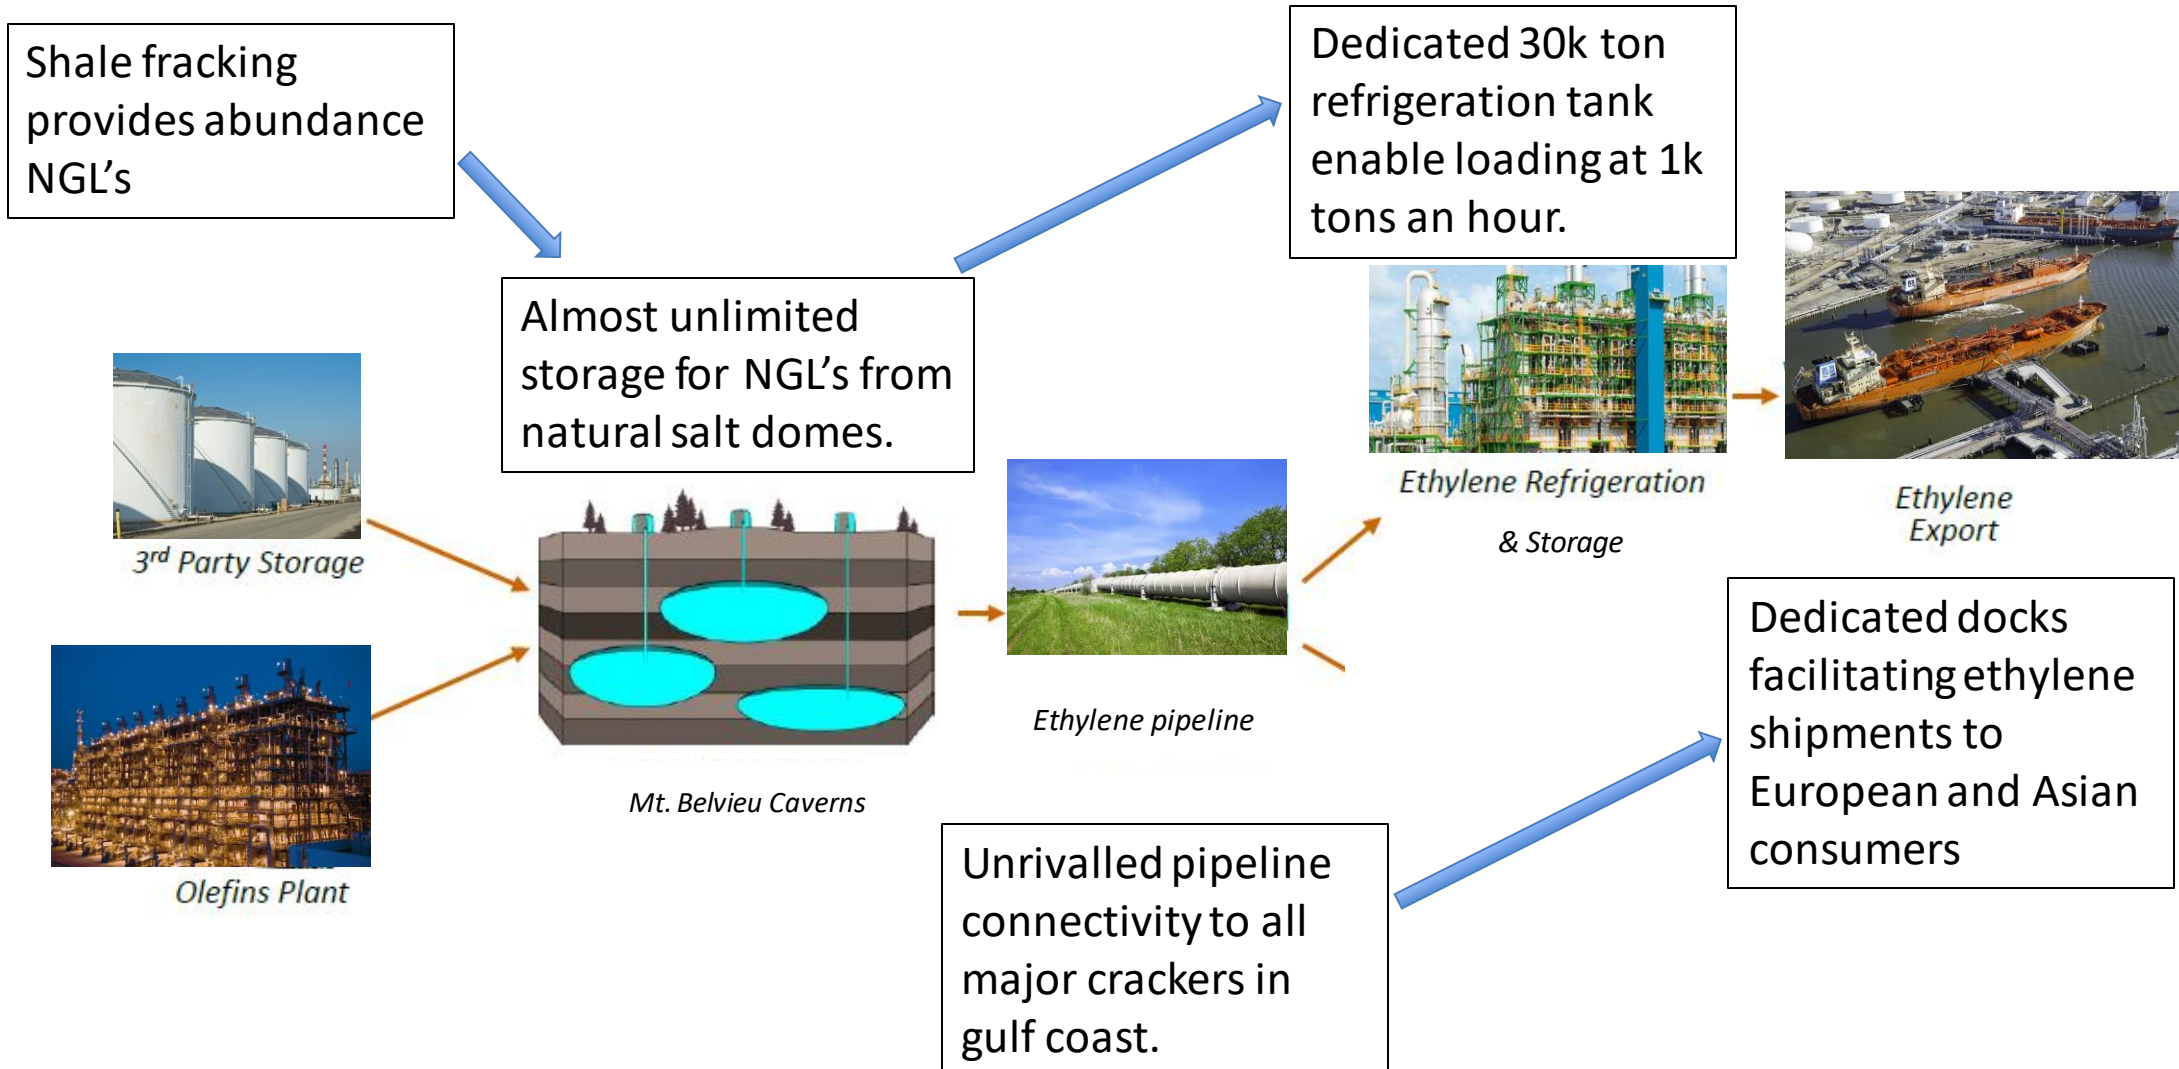 Shale fracking
provides abundance
NGL’s
Dedicated 30k ton
refrigeration tank
enable loading at 1k
tons an hour.
Almost unlimited
storage for NGL’s from
natural salt domes.
3rd Party Storage
Ethylene Refrigeration
& Storage
Ethylene
Export
Olefins Plant
Mt. Belvieu Caverns
Ethylene pipeline
Dedicated docks
facilitating ethylene
shipments to
European and Asian
consumers
Unrivalled pipeline
connectivity to all
major crackers in
gulf coast.